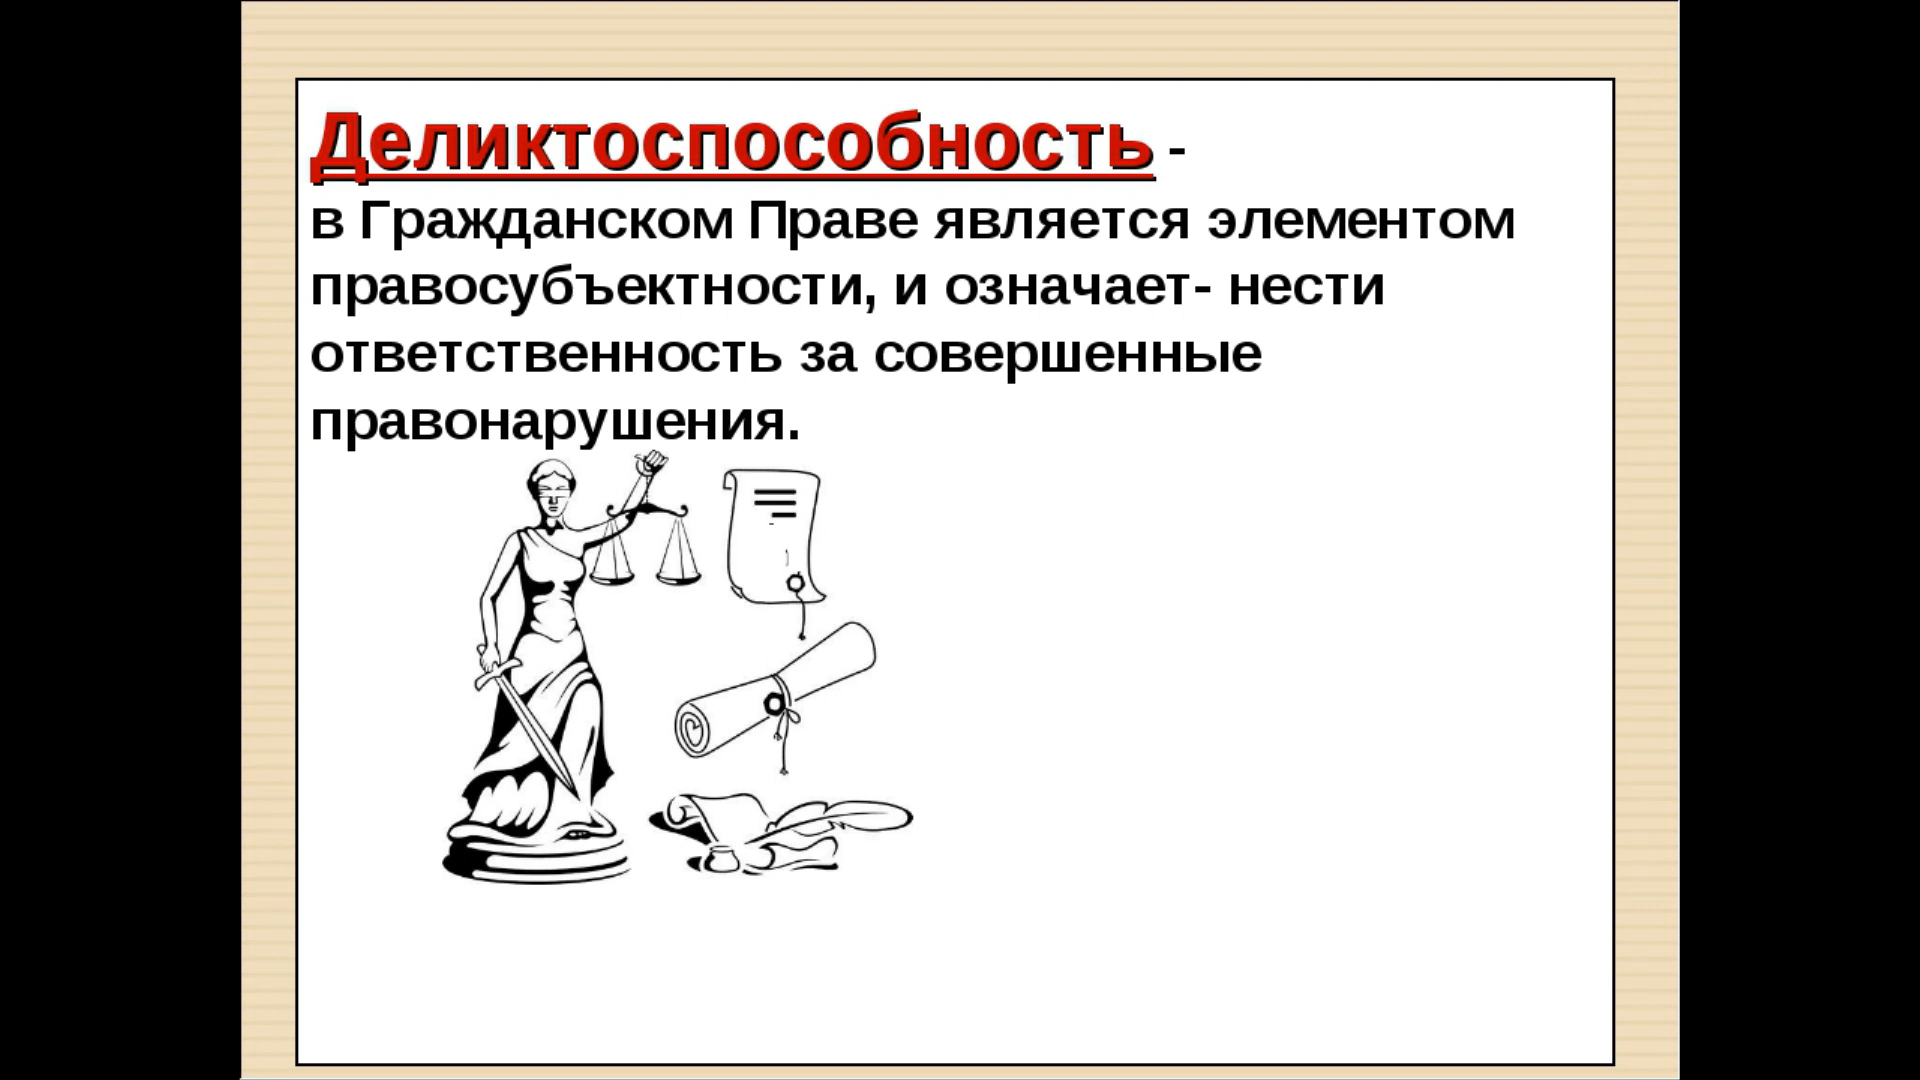 Деликтоспособность -
в Гражданском Праве является элементом
правосубъектности, и означает- нести
ответственность за совершенные
правонарушения.